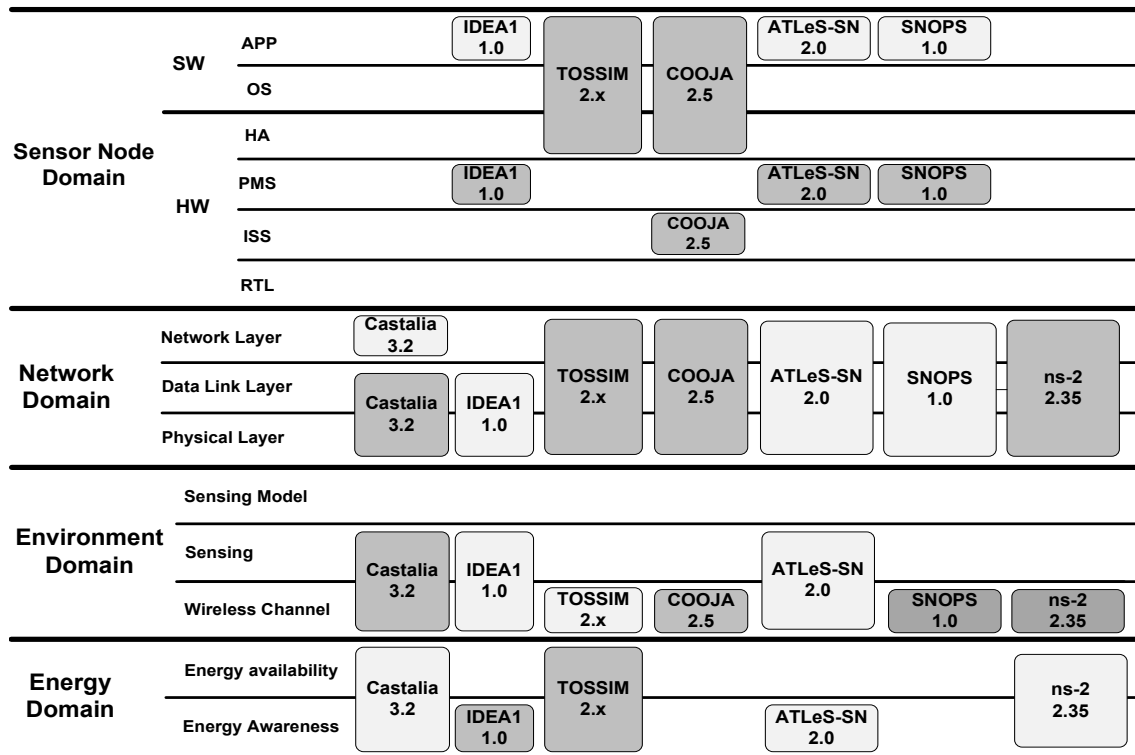 IDEA1
1.0
ATLeS-SN
2.0
SNOPS
1.0
APP
SW
TOSSIM
2.x
COOJA
2.5
OS
HA
Sensor Node
Domain
IDEA1
1.0
ATLeS-SN
2.0
SNOPS
1.0
PMS
HW
COOJA
2.5
ISS
RTL
Castalia
3.2
Network Layer
Network
Domain
Data Link Layer
Castalia
3.2
IDEA1
1.0
TOSSIM
2.x
COOJA
2.5
ATLeS-SN
2.0
SNOPS
1.0
ns-2
2.35
Physical Layer
Sensing Model
Environment
Domain
Sensing
Castalia
3.2
IDEA1
1.0
ATLeS-SN
2.0
Wireless Channel
TOSSIM
2.x
COOJA
2.5
SNOPS
1.0
ns-2
2.35
Energy availability
Energy
Domain
Castalia
3.2
TOSSIM
2.x
ns-2
2.35
Energy Awareness
IDEA1
1.0
ATLeS-SN
2.0